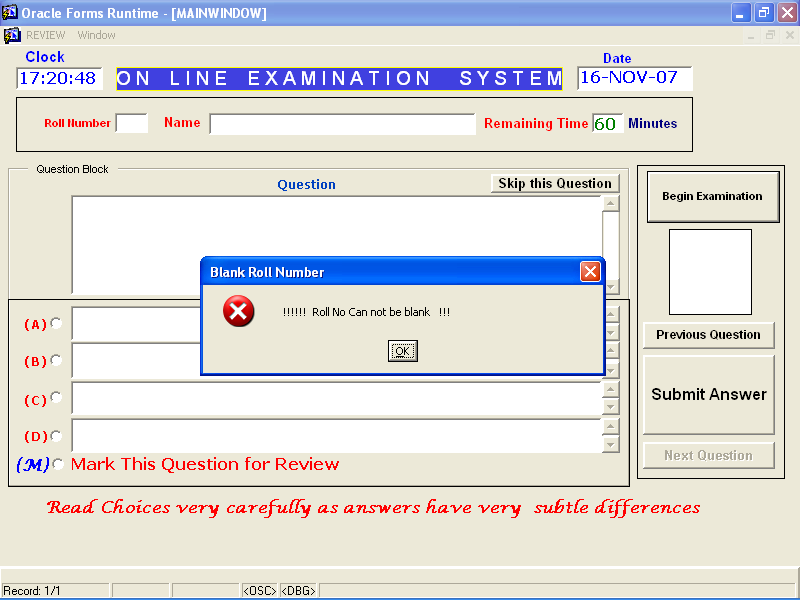 Oracle Forms Runtime - [MAINWINDOW]
REVIEW Window
Clock
Date
17:20:48
ON LINE EXAMINATION SYSTEM
16-NOV-07
Roll Number
Name
Remaining Time 60 Minutes
Question Block
Question
Skip this Question
Begin Examination
Blank Roll Number
!!!!!! Roll No Can not be blank !!!
OK
(A)
(B)
(C)
(D)
(M) Mark This Question for Review
Previous Question
Submit Answer
Next Question
Read Choices very carefully as answers have very subtle differences
Record: 1/1
<OSC> <DBG>